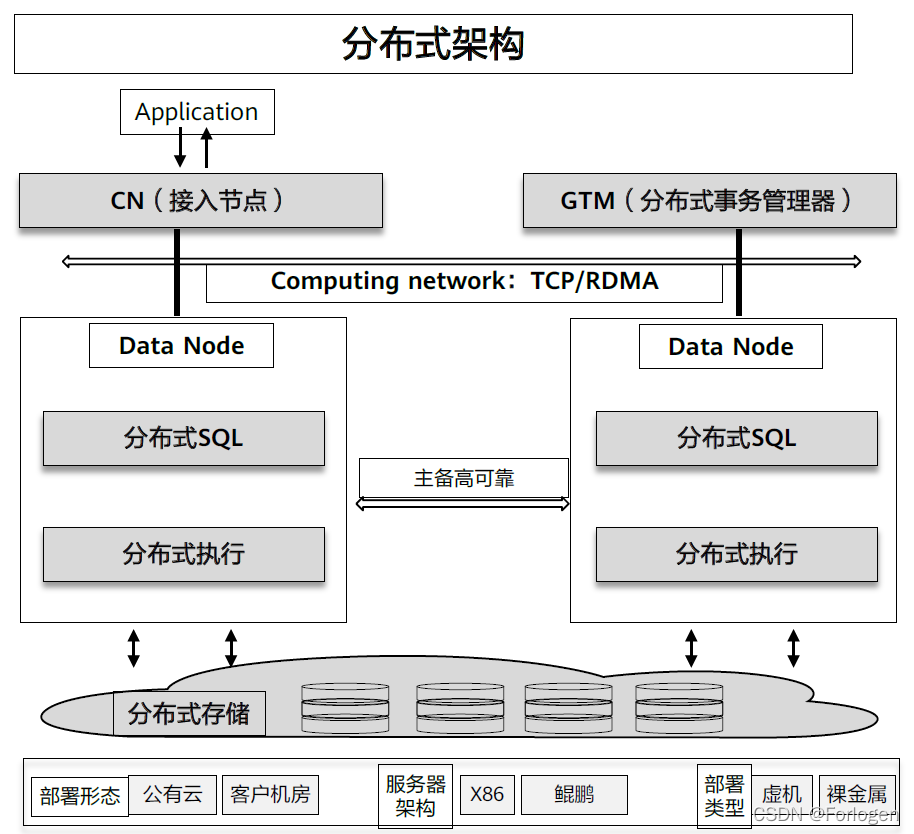 分布式架构
Application
CN（接入节点）
GTM（分布式事务管理器）
Computing network：TCP/RDMA
Data Node
Data Node
分布式SQL
分布式SQL
主备高可靠
分布式执行
分布式执行
分布式存储
部署形态
公有云
客户机房
服务器
架构
X86
鲲鹏
部署
类型
虚机
裸金属
CSDN @Forlogen